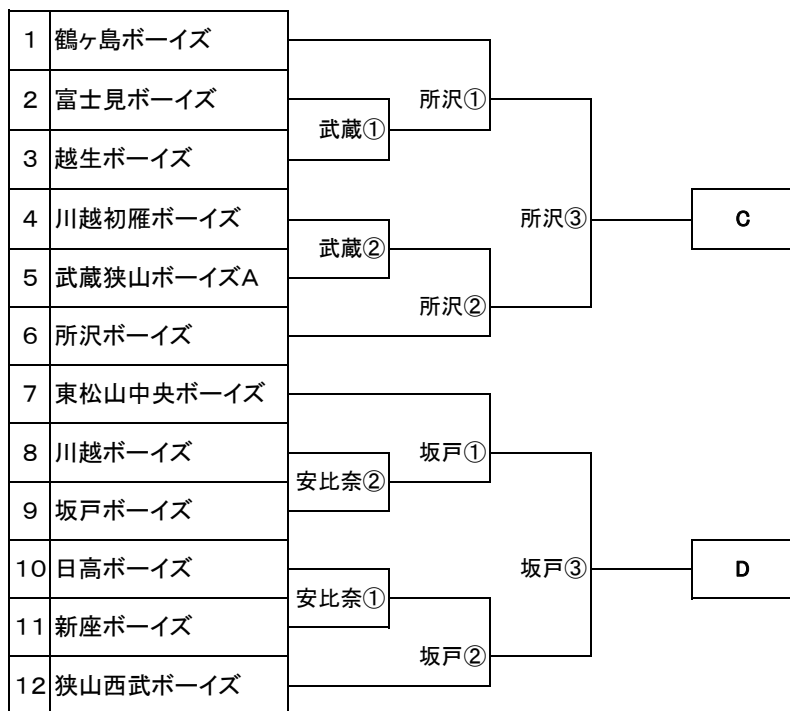 1 鶴ヶ島ボーイズ
2 富士見ボーイズ
3 越生ボーイズ
4 川越初雁ボーイズ
5 武蔵狭山ボーイズA
6 所沢ボーイズ
7 東松山中央ボーイズ
8 川越ボーイズ
9 坂戸ボーイズ
10 日高ボーイズ
11 新座ボーイズ
12 狭山西武ボーイズ
武蔵①
武蔵②
安比奈②
安比奈①
所沢①
所沢②
坂戸①
坂戸②
所沢③
坂戸③
C
D